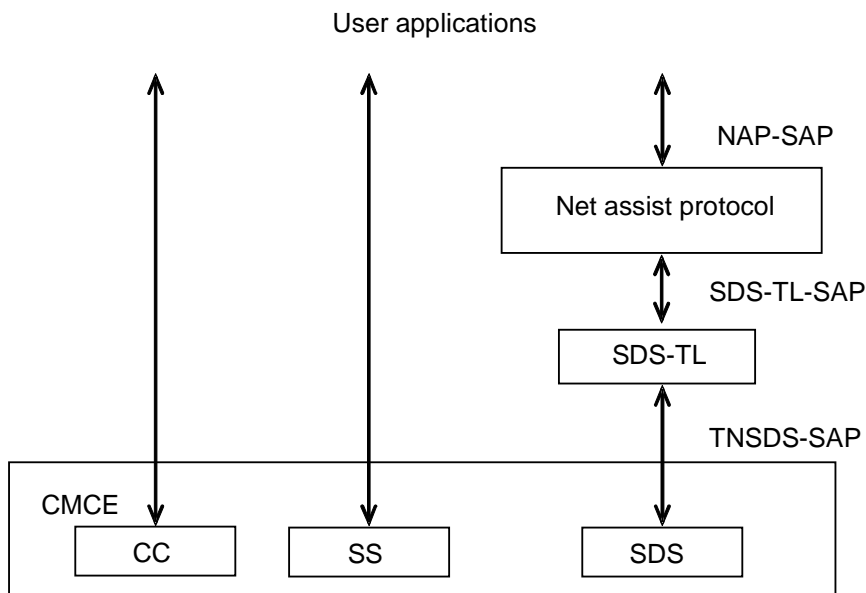 User applications
NAP-SAP
Net assist protocol
SDS-TL-SAP
SDS-TL
TNSDS-SAP
CMCE
CC
SS
SDS